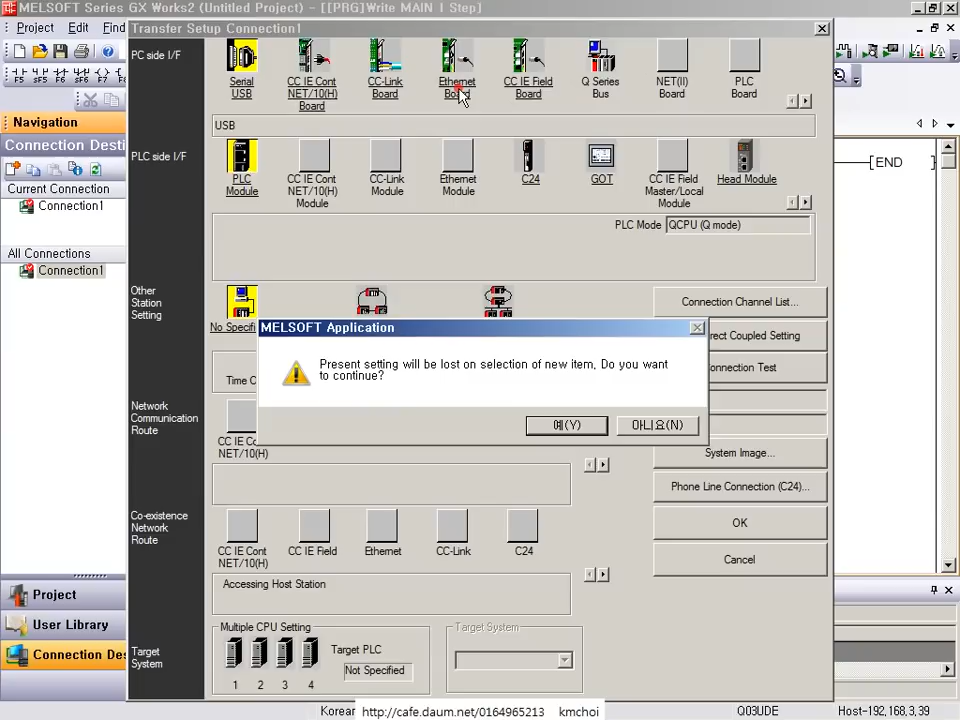 MELSOFT Series GX Works2 (Untitled Project) - [[PRG]Write MAIN 1 Step]
Project Edit Find
Transfer Setup Connection1
PC side I/F
Serial USB
CC IE Cont NET/10(H) Board
CC-Link Board
Ethernet Board
CC IE Field Board
Q Series Bus
NET(II) Board
PLC Board
USB
PLC side I/F
PLC Module
CC IE Cont NET/10(H) Module
CC-Link Module
Ethernet Module
C24
GOT
CC IE Field Master/Local Module
Head Module
PLC Mode QCPU (Q mode)
Navigation
Connection Desti
Current Connection
Connection1
All Connections
Connection1
[END ]
Other Station Setting
No Specifi
Time C
Connection Channel List...
rect Coupled Setting
onnection Test
MELSOFT Application
Present setting will be lost on selection of new item, Do you want
to continue?
예(Y) 아니요(N)
Network Communication Route
CC IE Co
NET/10(H)
System Image...
Phone Line Connection (C24)...
OK
Cancel
Co-existence Network Route
CC IE Cont NET/10(H)
CC IE Field
Ethernet
CC-Link
C24
Accessing Host Station
Target System
Multiple CPU Setting
1 2 3 4
Target PLC
Not Specified
Target System
Project
User Library
Connection Des
Korean
http://cafe.daum.net/0164965213 kmchoi
Q03UDE
Host-192,168,3,39